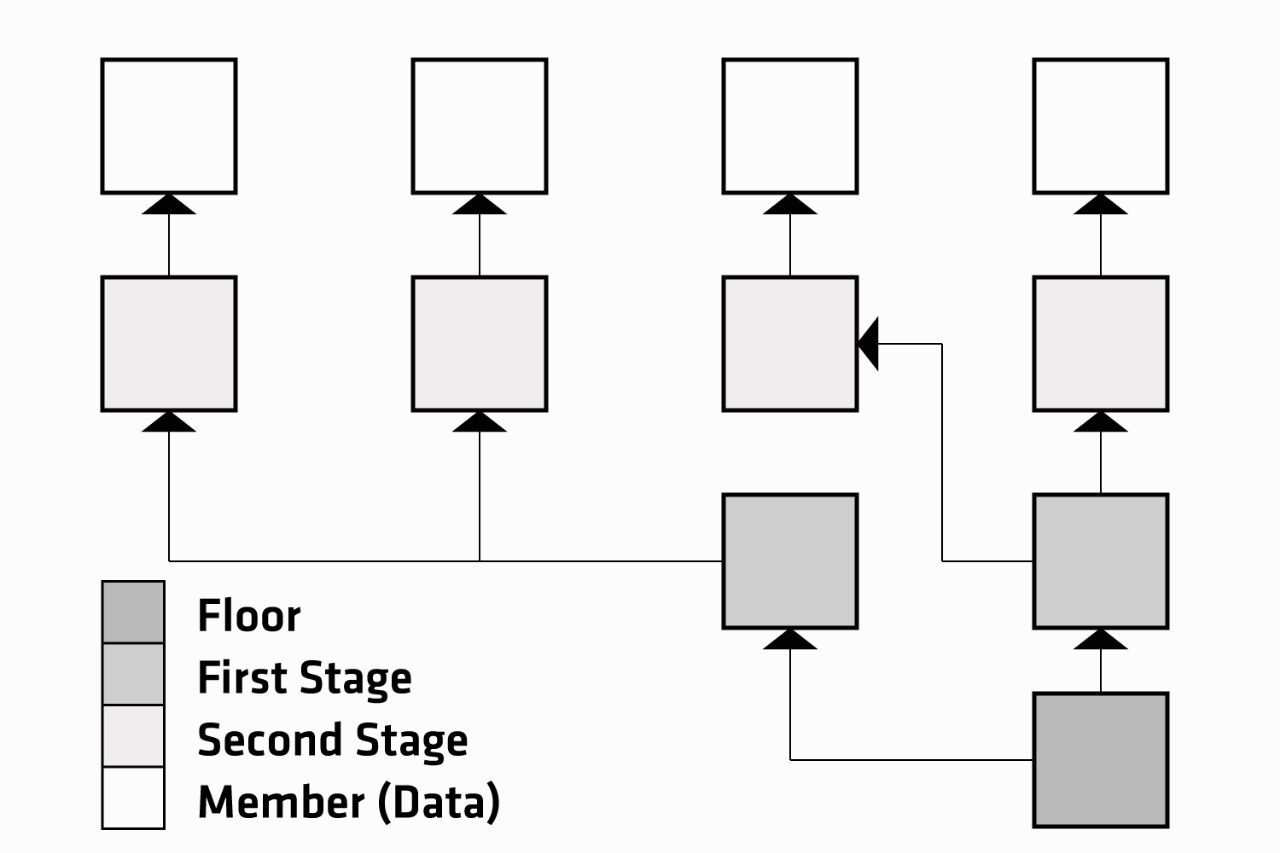 Floor
First Stage
Second Stage
Member (Data)